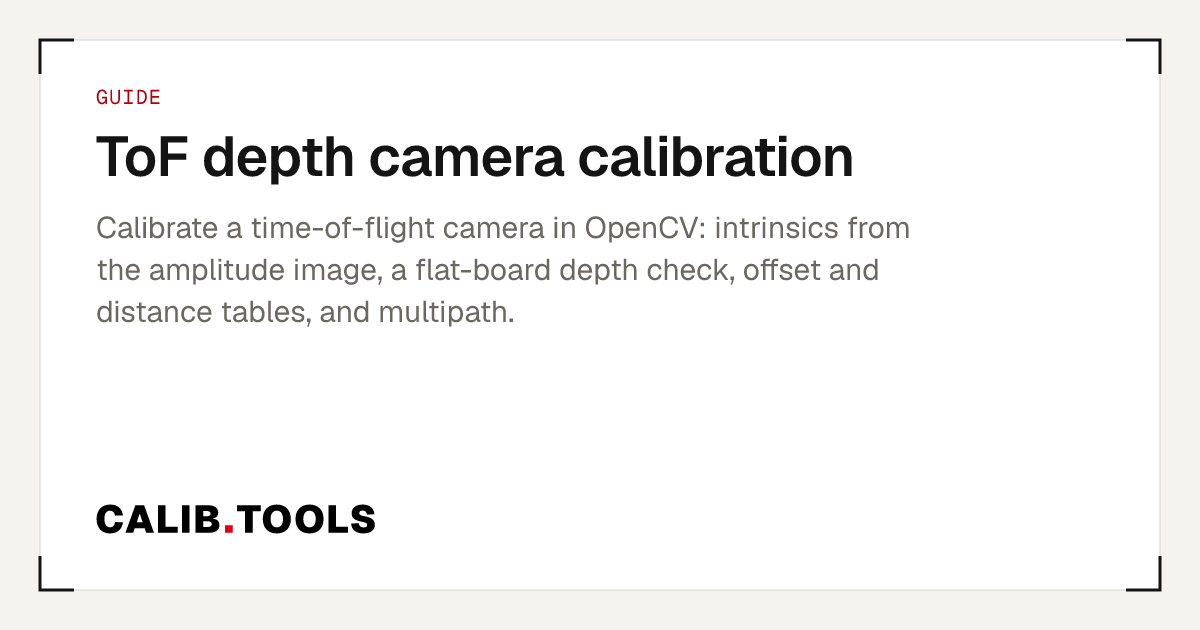 GUIDE
ToF depth camera calibration
Calibrate a time-of-flight camera in OpenCV: intrinsics from
the amplitude image, a flat-board depth check, offset and
distance tables, and multipath.
CALIB.TOOLS